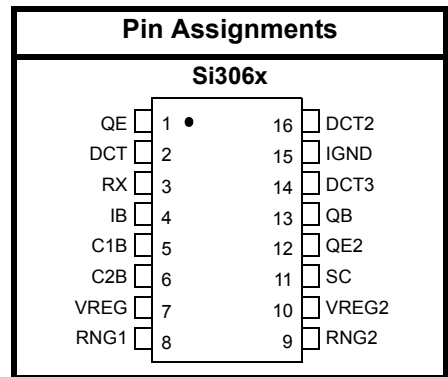 Pin Assignments
Si306x
QE 1 16 DCT2
DCT 2 15 IGND
RX 3 14 DCT3
IB 4 13 QB
C1B 5 12 QE2
C2B 6 11 SC
VREG 7 10 VREG2
RNG1 8 9 RNG2